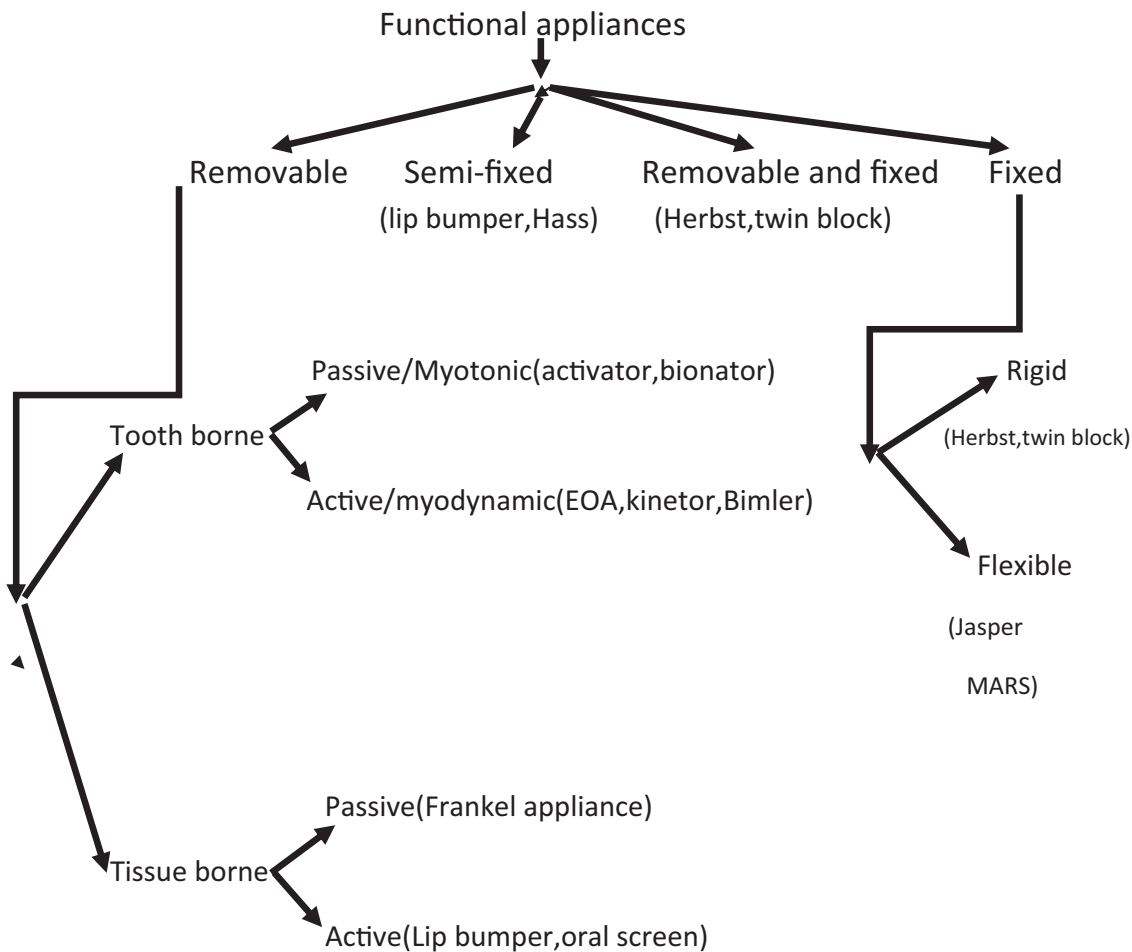 Functional appliances
Removable
Semi-fixed
Removable and fixed
Fixed
(lip bumper,Hass)
(Herbst,twin block)
Passive/Myotonic(activator,bionator)
Rigid
Tooth borne
(Herbst,twin block)
Active/myodynamic(EOA,kinetor,Bimler)
Flexible
(Jasper
MARS)
Passive(Frankel appliance)
Tissue borne
Active(Lip bumper,oral screen)